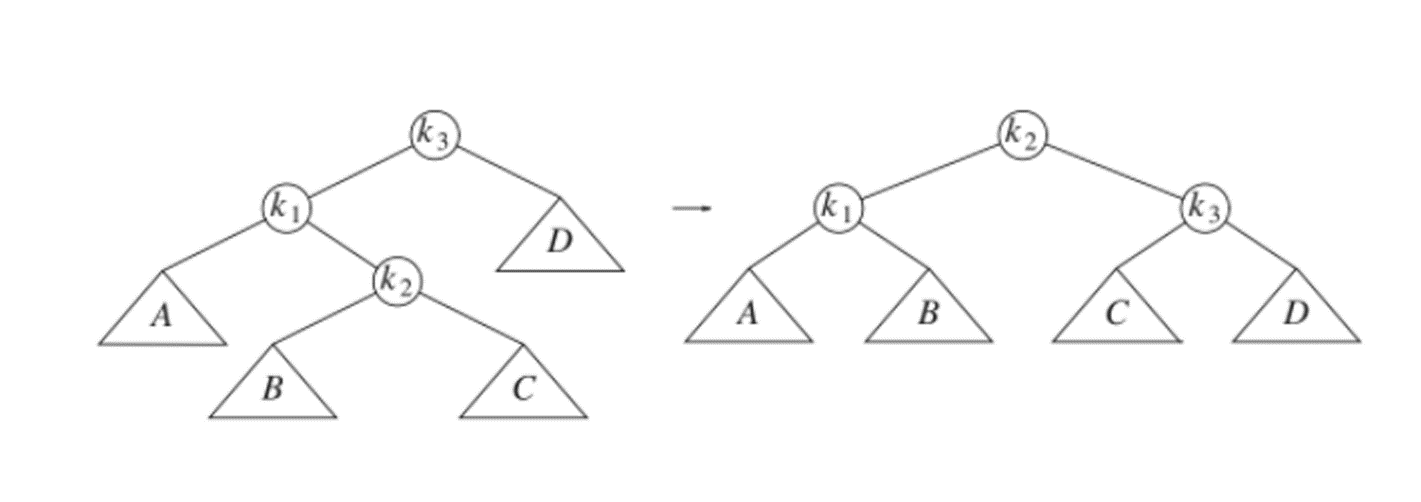 k3 k2
k1 k1 k3
D
k2
A A B C D
B C